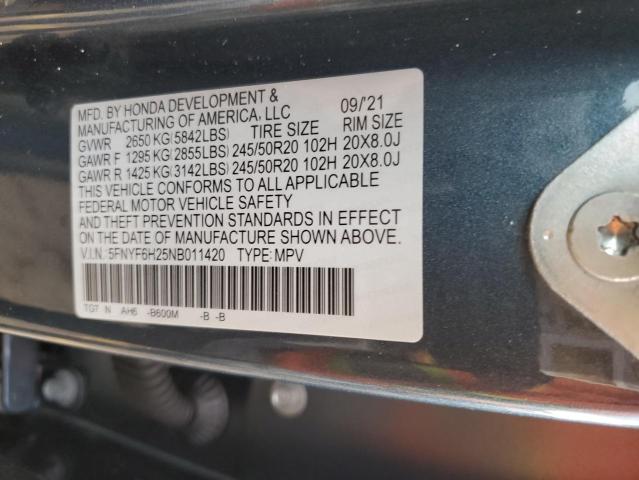 MFD. BY HONDA DEVELOPMENT &
MANUFACTURING OF AMERICA, LLC 09/'21
GVWR 2650 KG(5842LBS) TIRE SIZE RIM SIZE
GAWR F 1295 KG(2855LBS) 245/50R20 102H 20X8.0J
GAWR R 1425 KG(3142LBS) 245/50R20 102H 20X8.0J
THIS VEHICLE CONFORMS TO ALL APPLICABLE
FEDERAL MOTOR VEHICLE SAFETY
AND THEFT PREVENTION STANDARDS IN EFFECT
ON THE DATE OF MANUFACTURE SHOWN ABOVE.
V.I.N.:5FNYF6H25NB011420 TYPE:MPV
TGT N AH6 -B600M -B -B